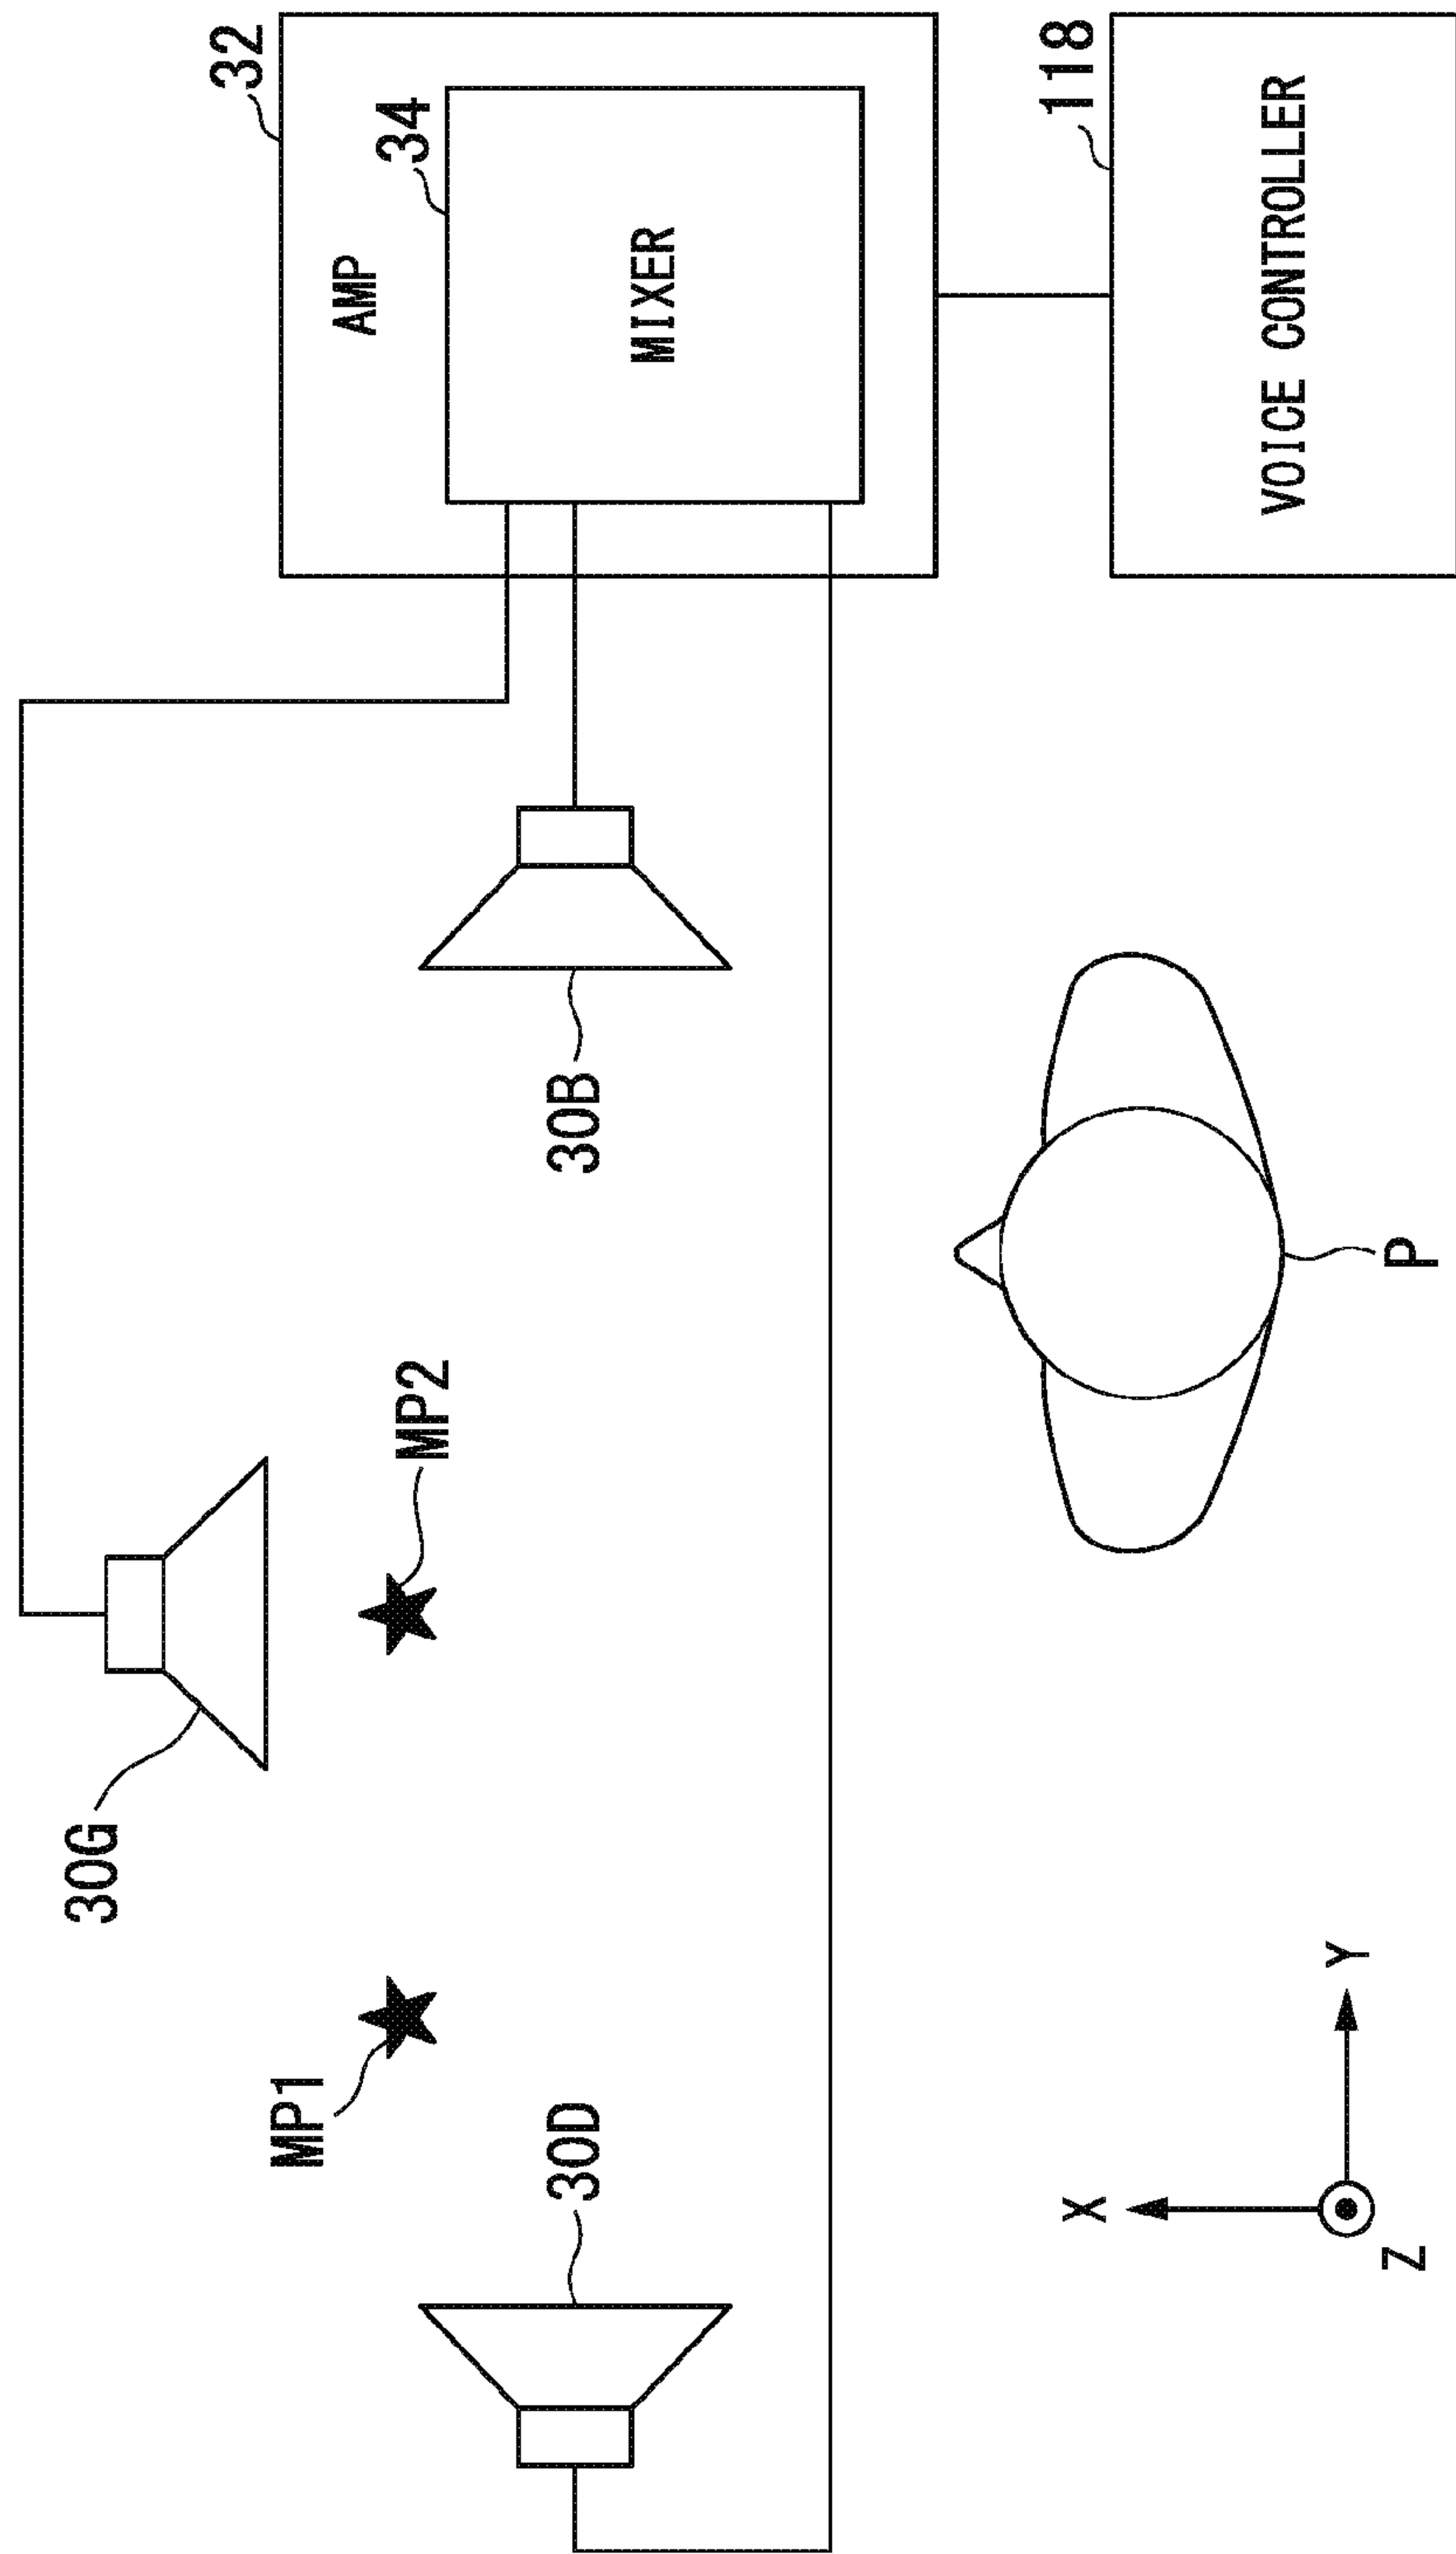 32
AMP
34
MIXER
118
VOICE CONTROLLER
30G
MP1
MP2
30D
30B
P
X
Y
Z